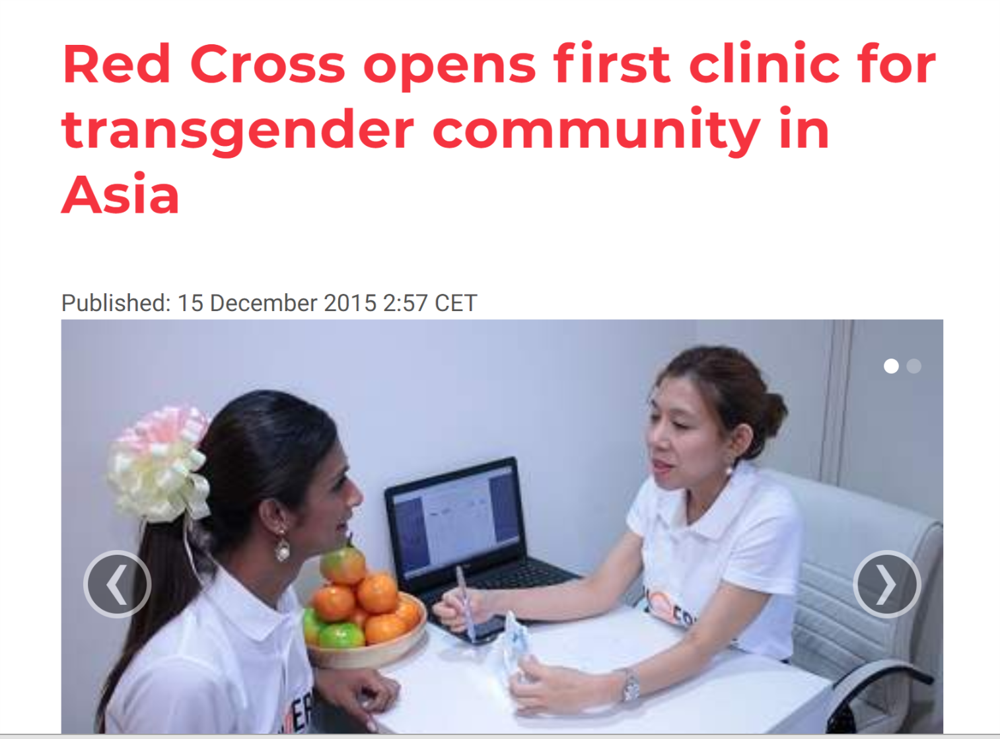 Red Cross opens first clinic for
transgender community in
Asia
Published: 15 December 2015 2:57 CET